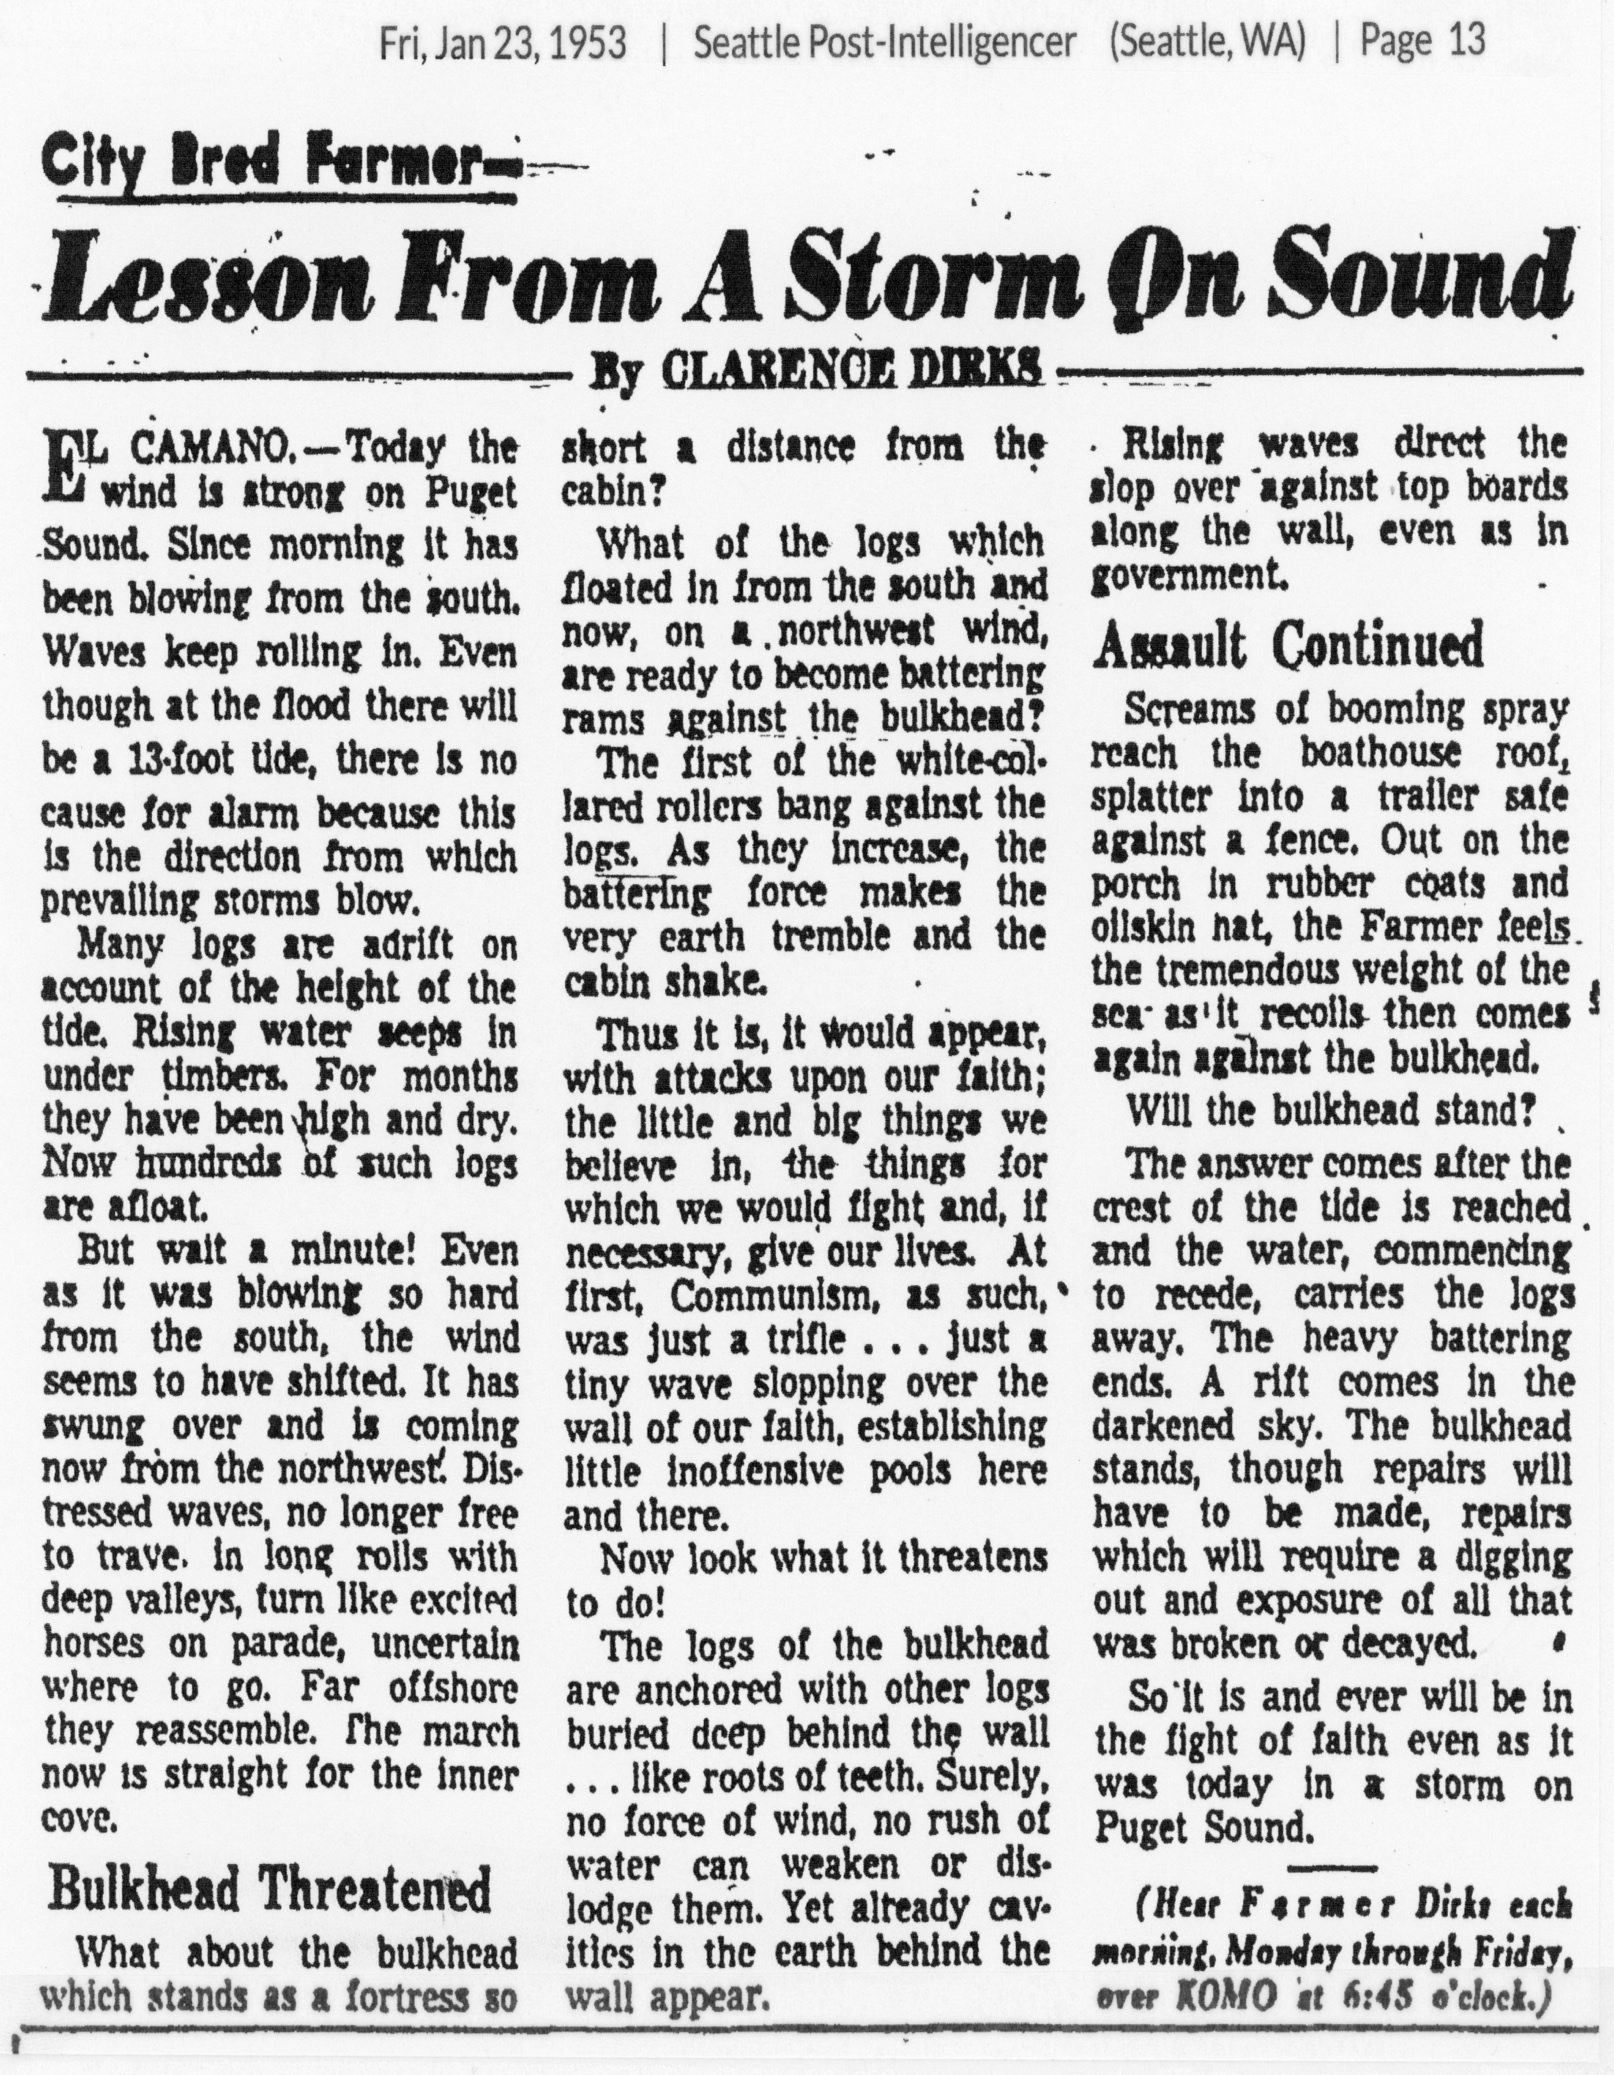 Fri, Jan 23, 1953 | Seattle Post-Intelligencer (Seattle, WA) | Page 13
City Bred Farmer—
Lesson From A Storm On Sound
By CLARENCE DIRKS
EL CAMANO.—Today the
wind is strong on Puget
Sound. Since morning it has
been blowing from the south.
Waves keep rolling in. Even
though at the flood there will
be a 13-foot tide, there is no
cause for alarm because this
is the direction from which
prevailing storms blow.
Many logs are adrift on
account of the height of the
tide. Rising water seeps in
under timbers. For months
they have been high and dry.
Now hundreds of such logs
are afloat.
But wait a minute! Even
as it was blowing so hard
from the south, the wind
seems to have shifted. It has
swung over and is coming
now from the northwest! Dis-
tressed waves, no longer free
to trave. in long rolls with
deep valleys, turn like excited
horses on parade, uncertain
where to go. Far offshore
they reassemble. The march
now is straight for the inner
cove.
Bulkhead Threatened
What about the bulkhead
which stands as a fortress so
short a distance from the
cabin?
What of the logs which
floated in from the south and
now, on a northwest wind,
are ready to become battering
rams against the bulkhead?
The first of the white-col-
lared rollers bang against the
logs. As they increase, the
battering force makes the
very earth tremble and the
cabin shake.
Thus it is, it would appear,
with attacks upon our faith;
the little and big things we
believe in, the things for
which we would fight and, if
necessary, give our lives. At
first, Communism, as such,
was just a trifle . . . just a
tiny wave slopping over the
wall of our faith, establishing
little inoffensive pools here
and there.
Now look what it threatens
to do!
The logs of the bulkhead
are anchored with other logs
buried deep behind the wall
. . . like roots of teeth. Surely,
no force of wind, no rush of
water can weaken or dis-
lodge them. Yet already cav-
ities in the earth behind the
wall appear.
Rising waves direct the
slop over against top boards
along the wall, even as in
government.
Assault Continued
Screams of booming spray
reach the boathouse roof,
splatter into a trailer safe
against a fence. Out on the
porch in rubber coats and
oilskin hat, the Farmer feels
the tremendous weight of the
sea as it recoils then comes
again against the bulkhead.
Will the bulkhead stand?
The answer comes after the
crest of the tide is reached
and the water, commencing
to recede, carries the logs
away. The heavy battering
ends. A rift comes in the
darkened sky. The bulkhead
stands, though repairs will
have to be made, repairs
which will require a digging
out and exposure of all that
was broken or decayed.
So it is and ever will be in
the fight of faith even as it
was today in a storm on
Puget Sound.
(Hear Farmer Dirks each
morning, Monday through Friday,
over KOMO at 6:45 o'clock.)